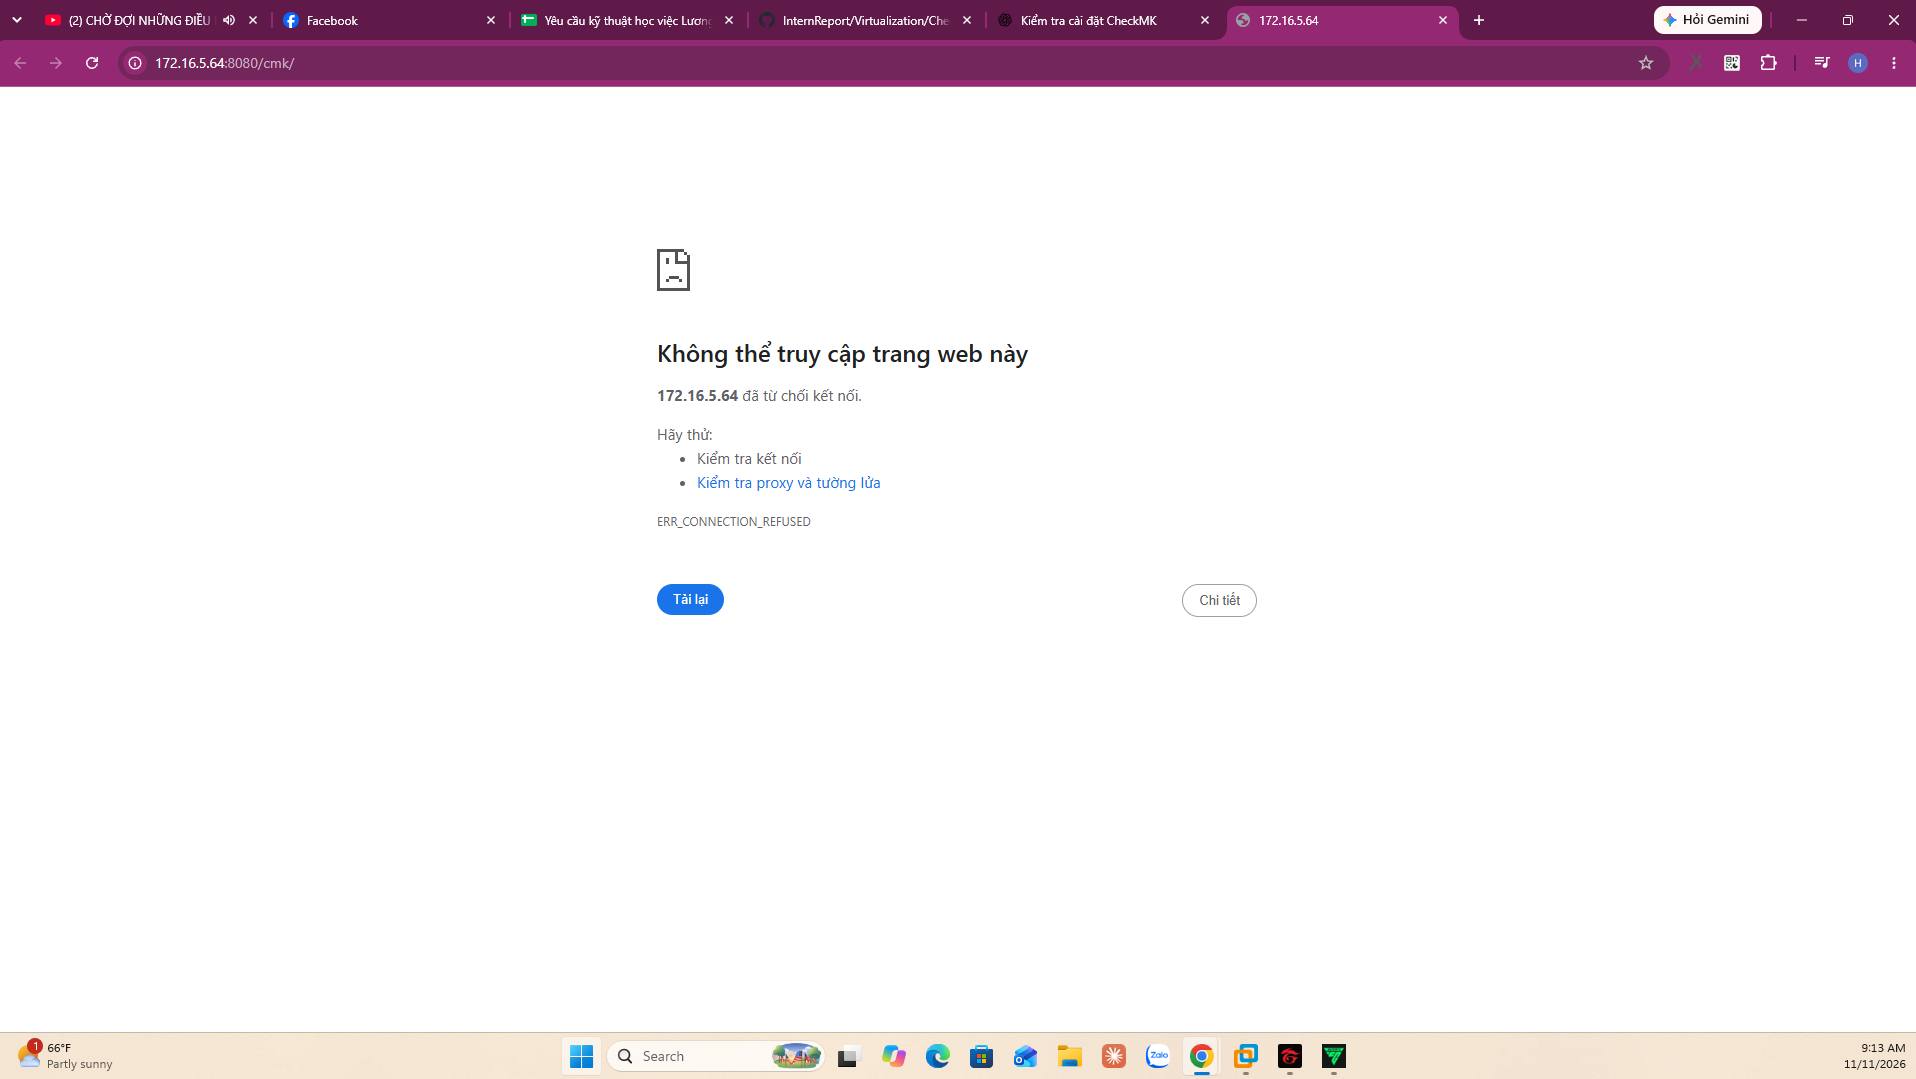 (2) CHỜ ĐỢI NHỮNG ĐIỀU
Facebook
Yêu cầu kỹ thuật học việc Lương
InternReport/Virtualization/Che
Kiểm tra cài đặt CheckMK
172.16.5.64
Hỏi Gemini
172.16.5.64:8080/cmk/
H
Không thể truy cập trang web này
172.16.5.64 đã từ chối kết nối.
Hãy thử:
Kiểm tra kết nối
Kiểm tra proxy và tường lửa
ERR_CONNECTION_REFUSED
Tải lại
Chi tiết
1
66°F
Partly sunny
Search
Zalo
9:13 AM
11/11/2026